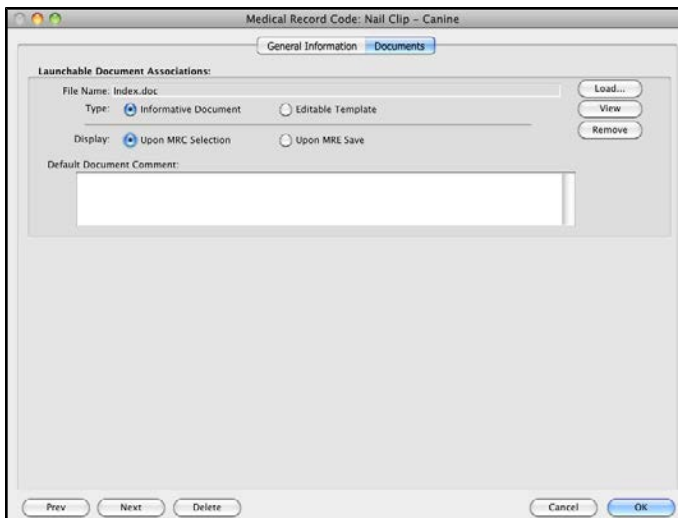 Medical Record Code: Nail Clip – Canine
General Information Documents
Launchable Document Associations:
File Name: Index.doc
Load...
Type: Informative Document Editable Template
View
Display: Upon MRC Selection Upon MRE Save
Remove
Default Document Comment:
Prev Next Delete Cancel OK